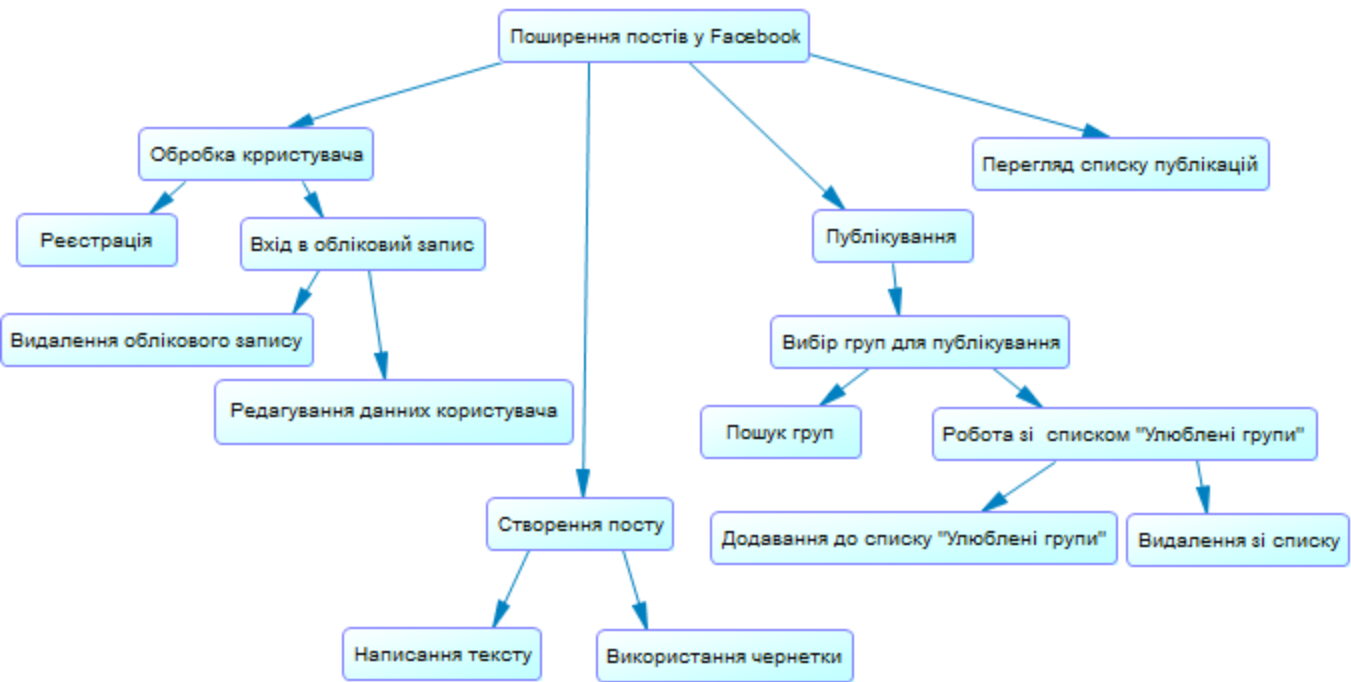 Поширення постів у Facebook
Обробка крристувача
Перегляд списку публікацій
Реєстрація
Вхід в обліковий запис
Публікування
Видалення облікового запису
Вибір груп для публікування
Редагування данних користувача
Пошук груп
Робота зі списком "Улюблені групи"
Створення посту
Додавання до списку "Улюблені групи"
Видалення зі списку
Написання тексту
Використання чернетки